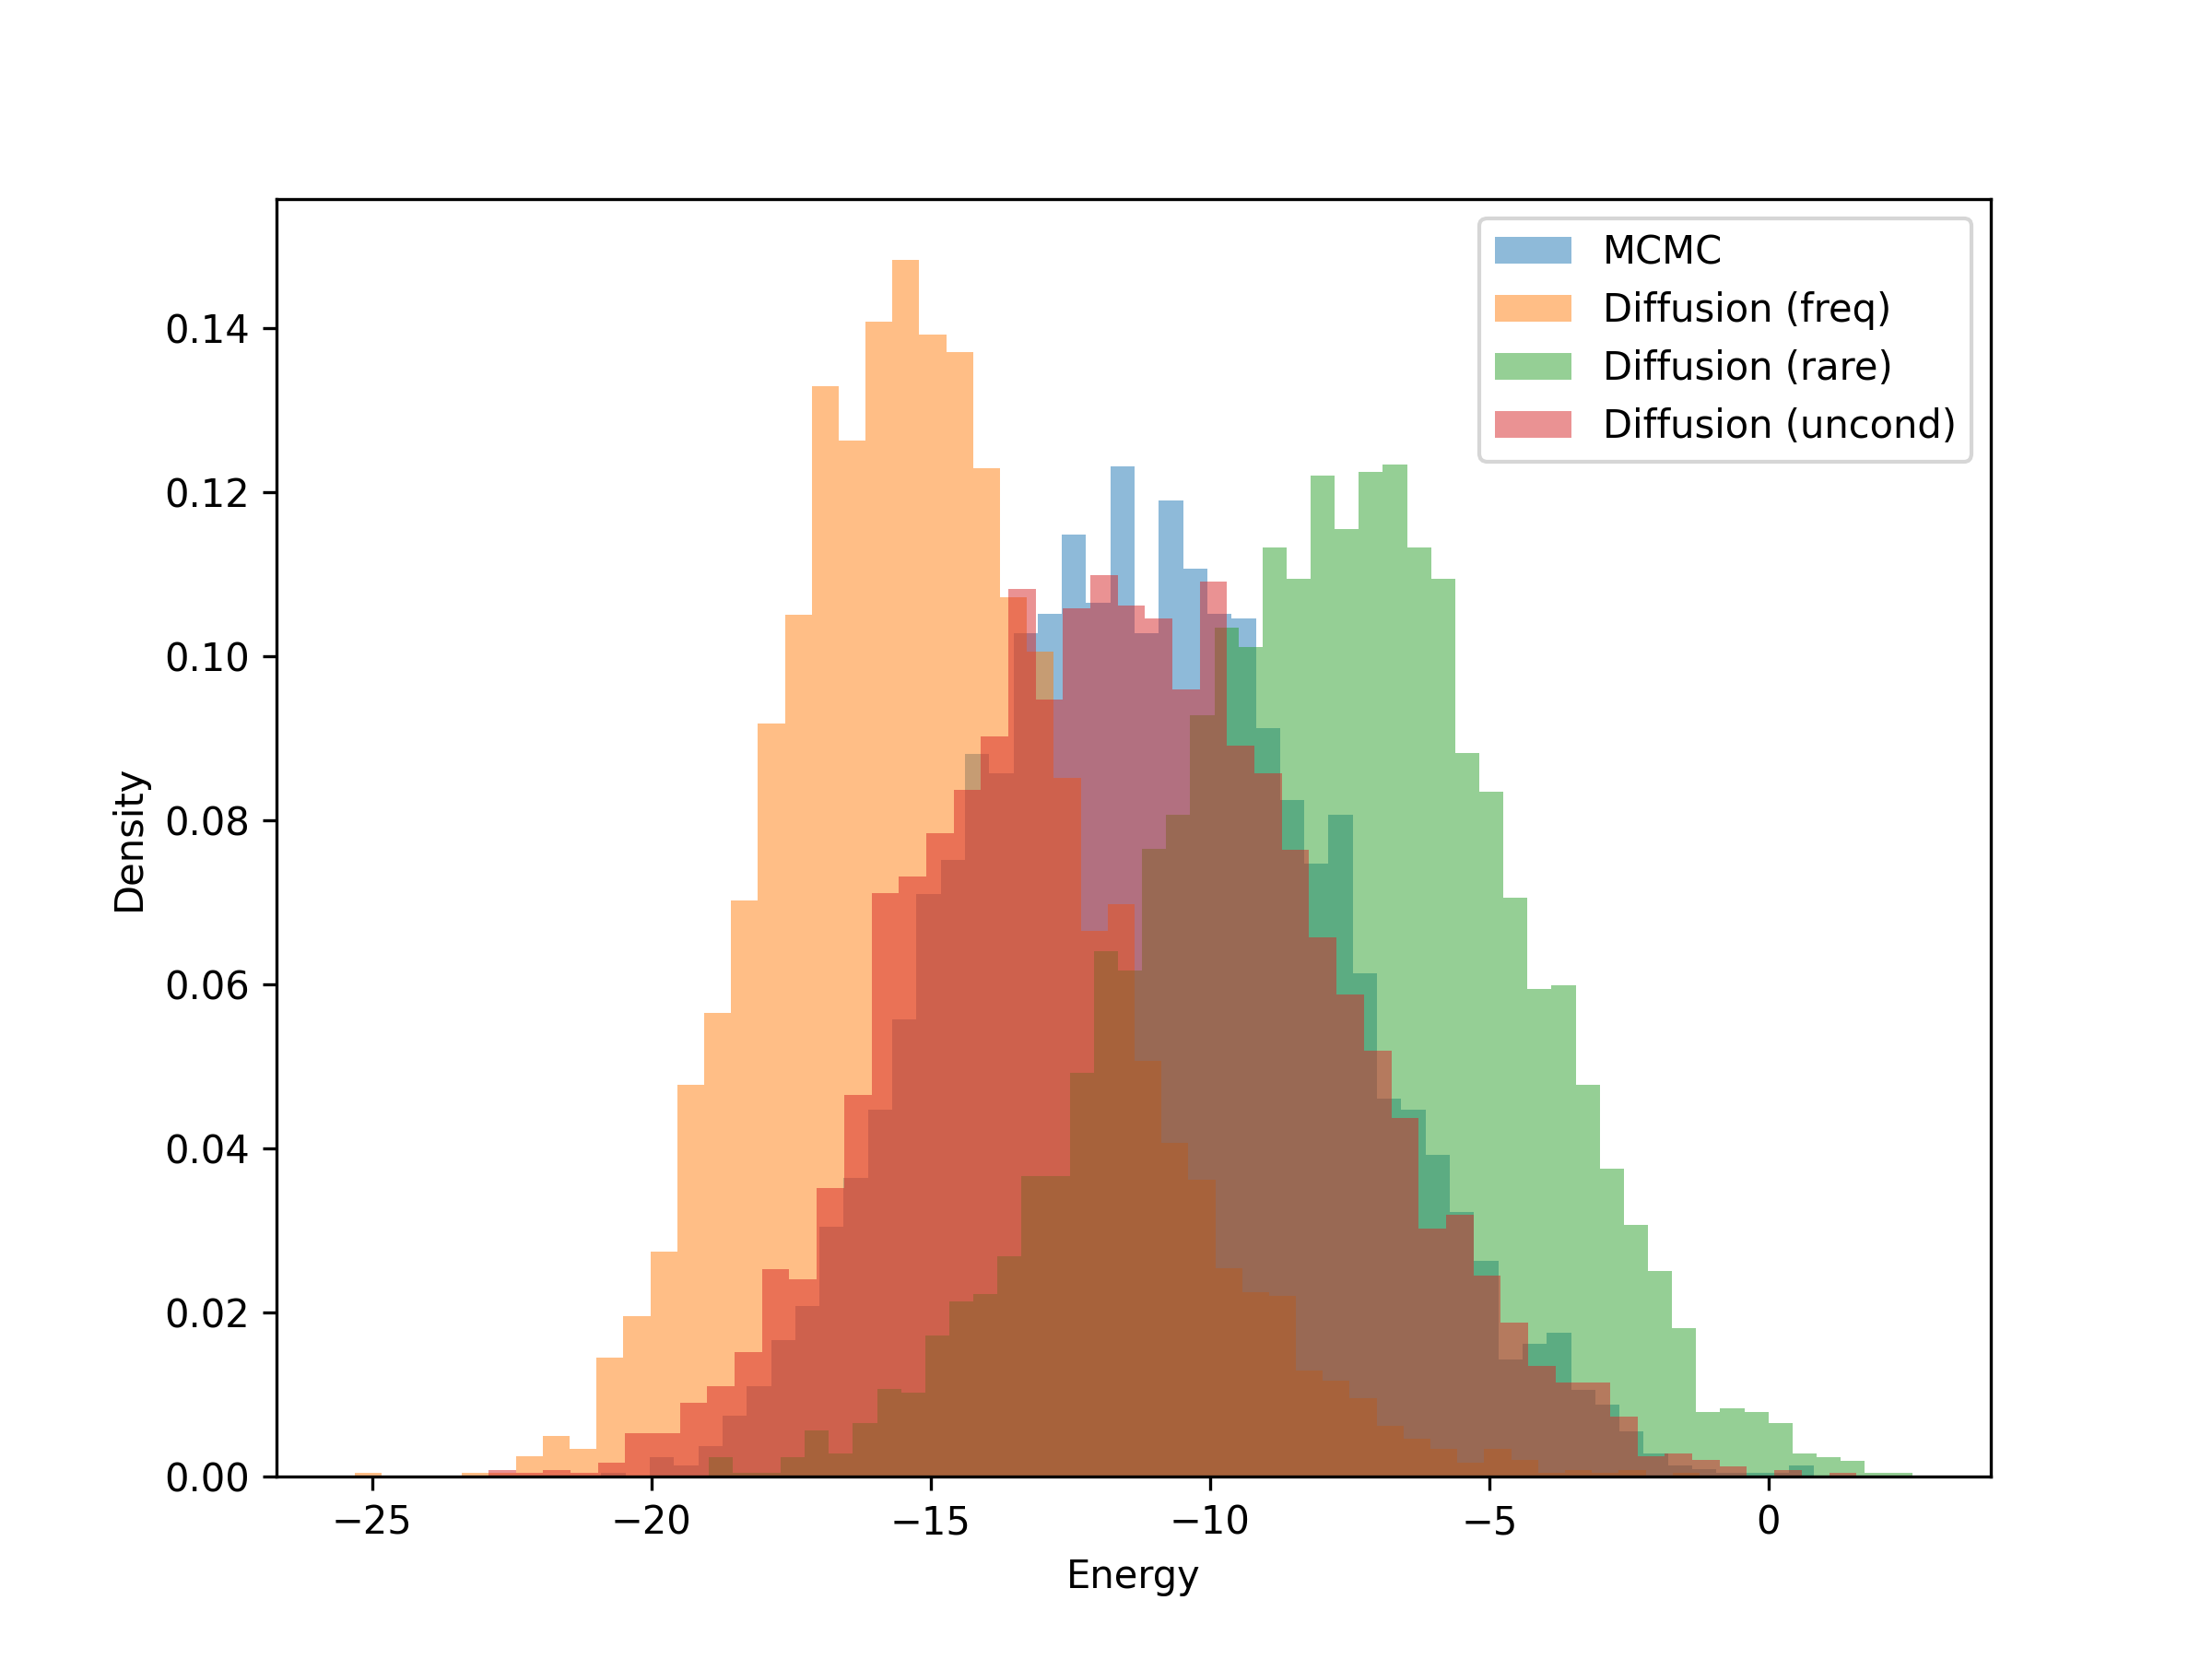 MCMC
Diffusion (freq)
Diffusion (rare)
Diffusion (uncond)
0.14
0.12
0.10
0.08
0.06
0.04
0.02
0.00
Density
−25 −20 −15 −10 −5 0
Energy